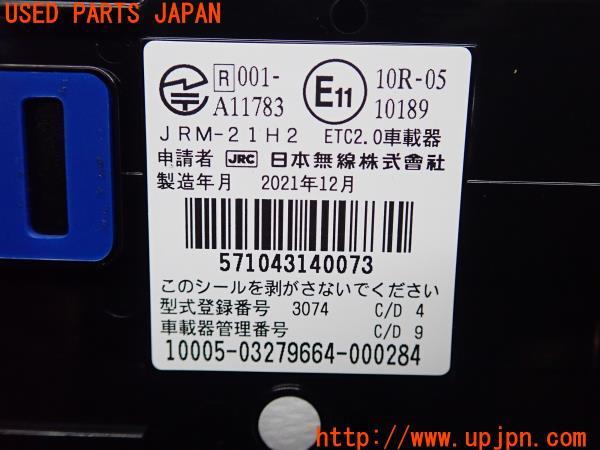 USED PARTS JAPAN
R 001-
A11783
E11
10R-05
10189
JRM-21H2 ETC2.0車載器
申請者 JRC 日本無線株式會社
製造年月 2021年12月
571043140073
このシールを剥がさないでください
型式登録番号 3074 C/D 4
車載器管理番号 C/D 9
10005-03279664-000284
http://www.upjpn.com